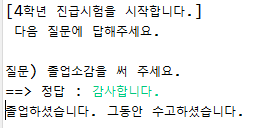 [4학년 진급시험을 시작합니다.]
다음 질문에 답해주세요.
질문) 졸업소감을 써 주세요.
==> 정답 : 감사합니다.
졸업하셨습니다. 그동안 수고하셨습니다.